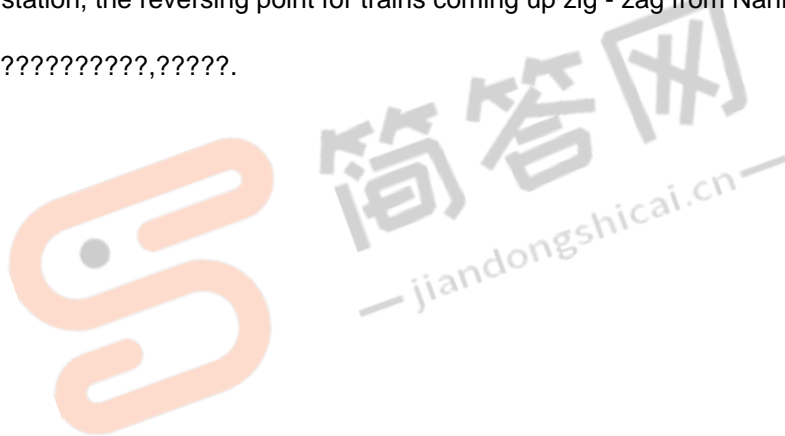 station, the reversing point for trains coming up zig - zag from
??????????,?????.
简答网
jiandongshicai.cn